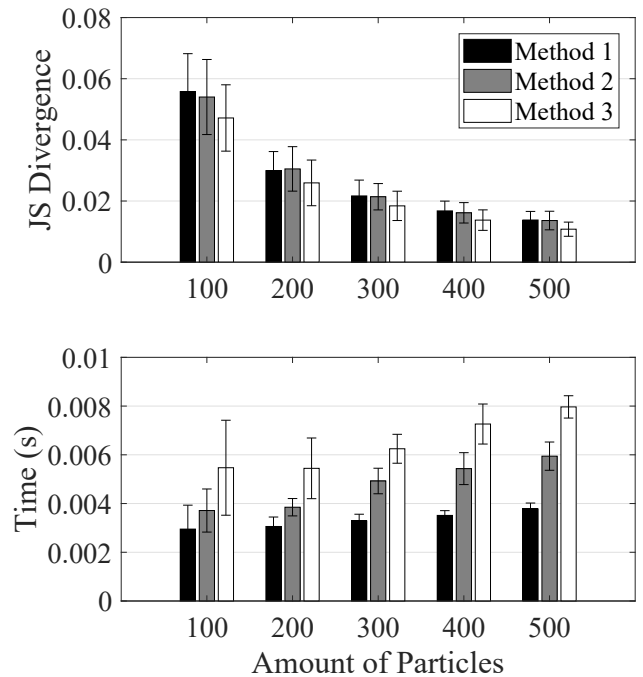 0.08
0.06
0.04
0.02
0
JS Divergence
Method 1
Method 2
Method 3
100 200 300 400 500
0.01
0.008
0.006
0.004
0.002
0
Time (s)
100 200 300 400 500
Amount of Particles